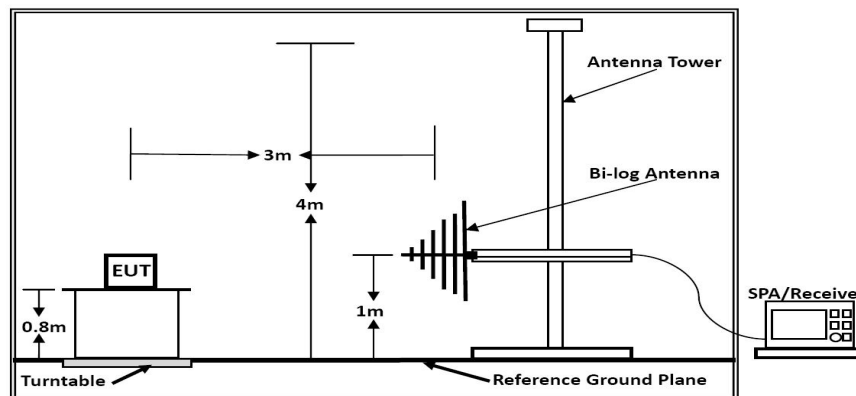 Antenna Tower
3m
Bi-log Antenna
4m
EUT
0.8m
1m
SPA/Receive
Turntable
Reference Ground Plane